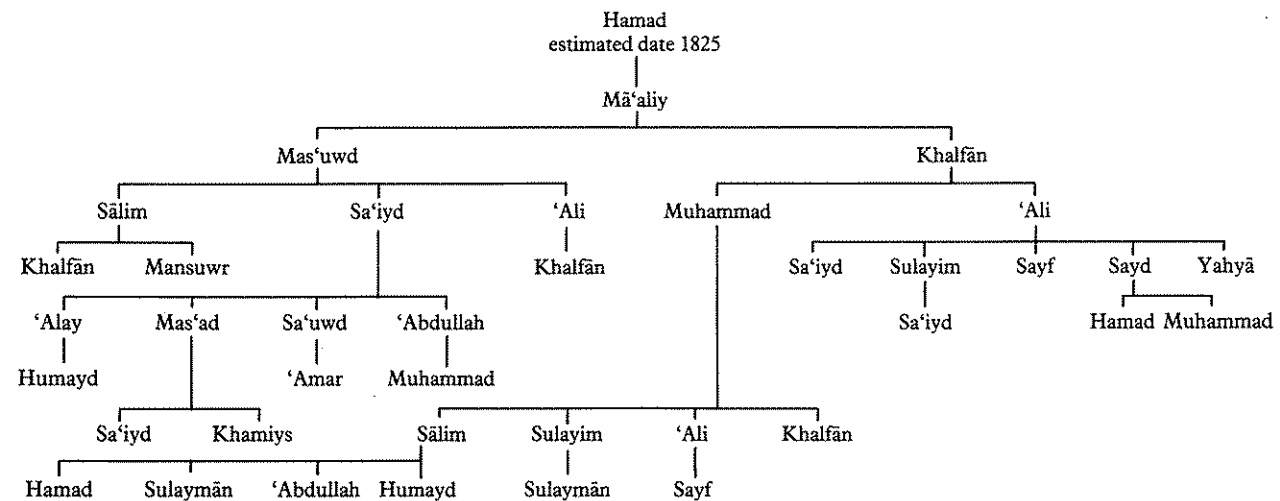 Hamad
estimated date 1825
Mā‘aliy
Mas‘uwd Khalfān
Sālim Sa‘iyd ‘Ali Muhammad ‘Ali
Khalfān Mansuwr Khalfān Sa‘iyd Sulayim Sayf Sayd Yahyā
‘Alay Mas‘ad Sa‘uwd ‘Abdullah Sa‘iyd Hamad Muhammad
Humayd ‘Amar Muhammad
Sa‘iyd Khamiys Sālim Sulayim ‘Ali Khalfān
Hamad Sulaymān ‘Abdullah Humayd Sulaymān Sayf